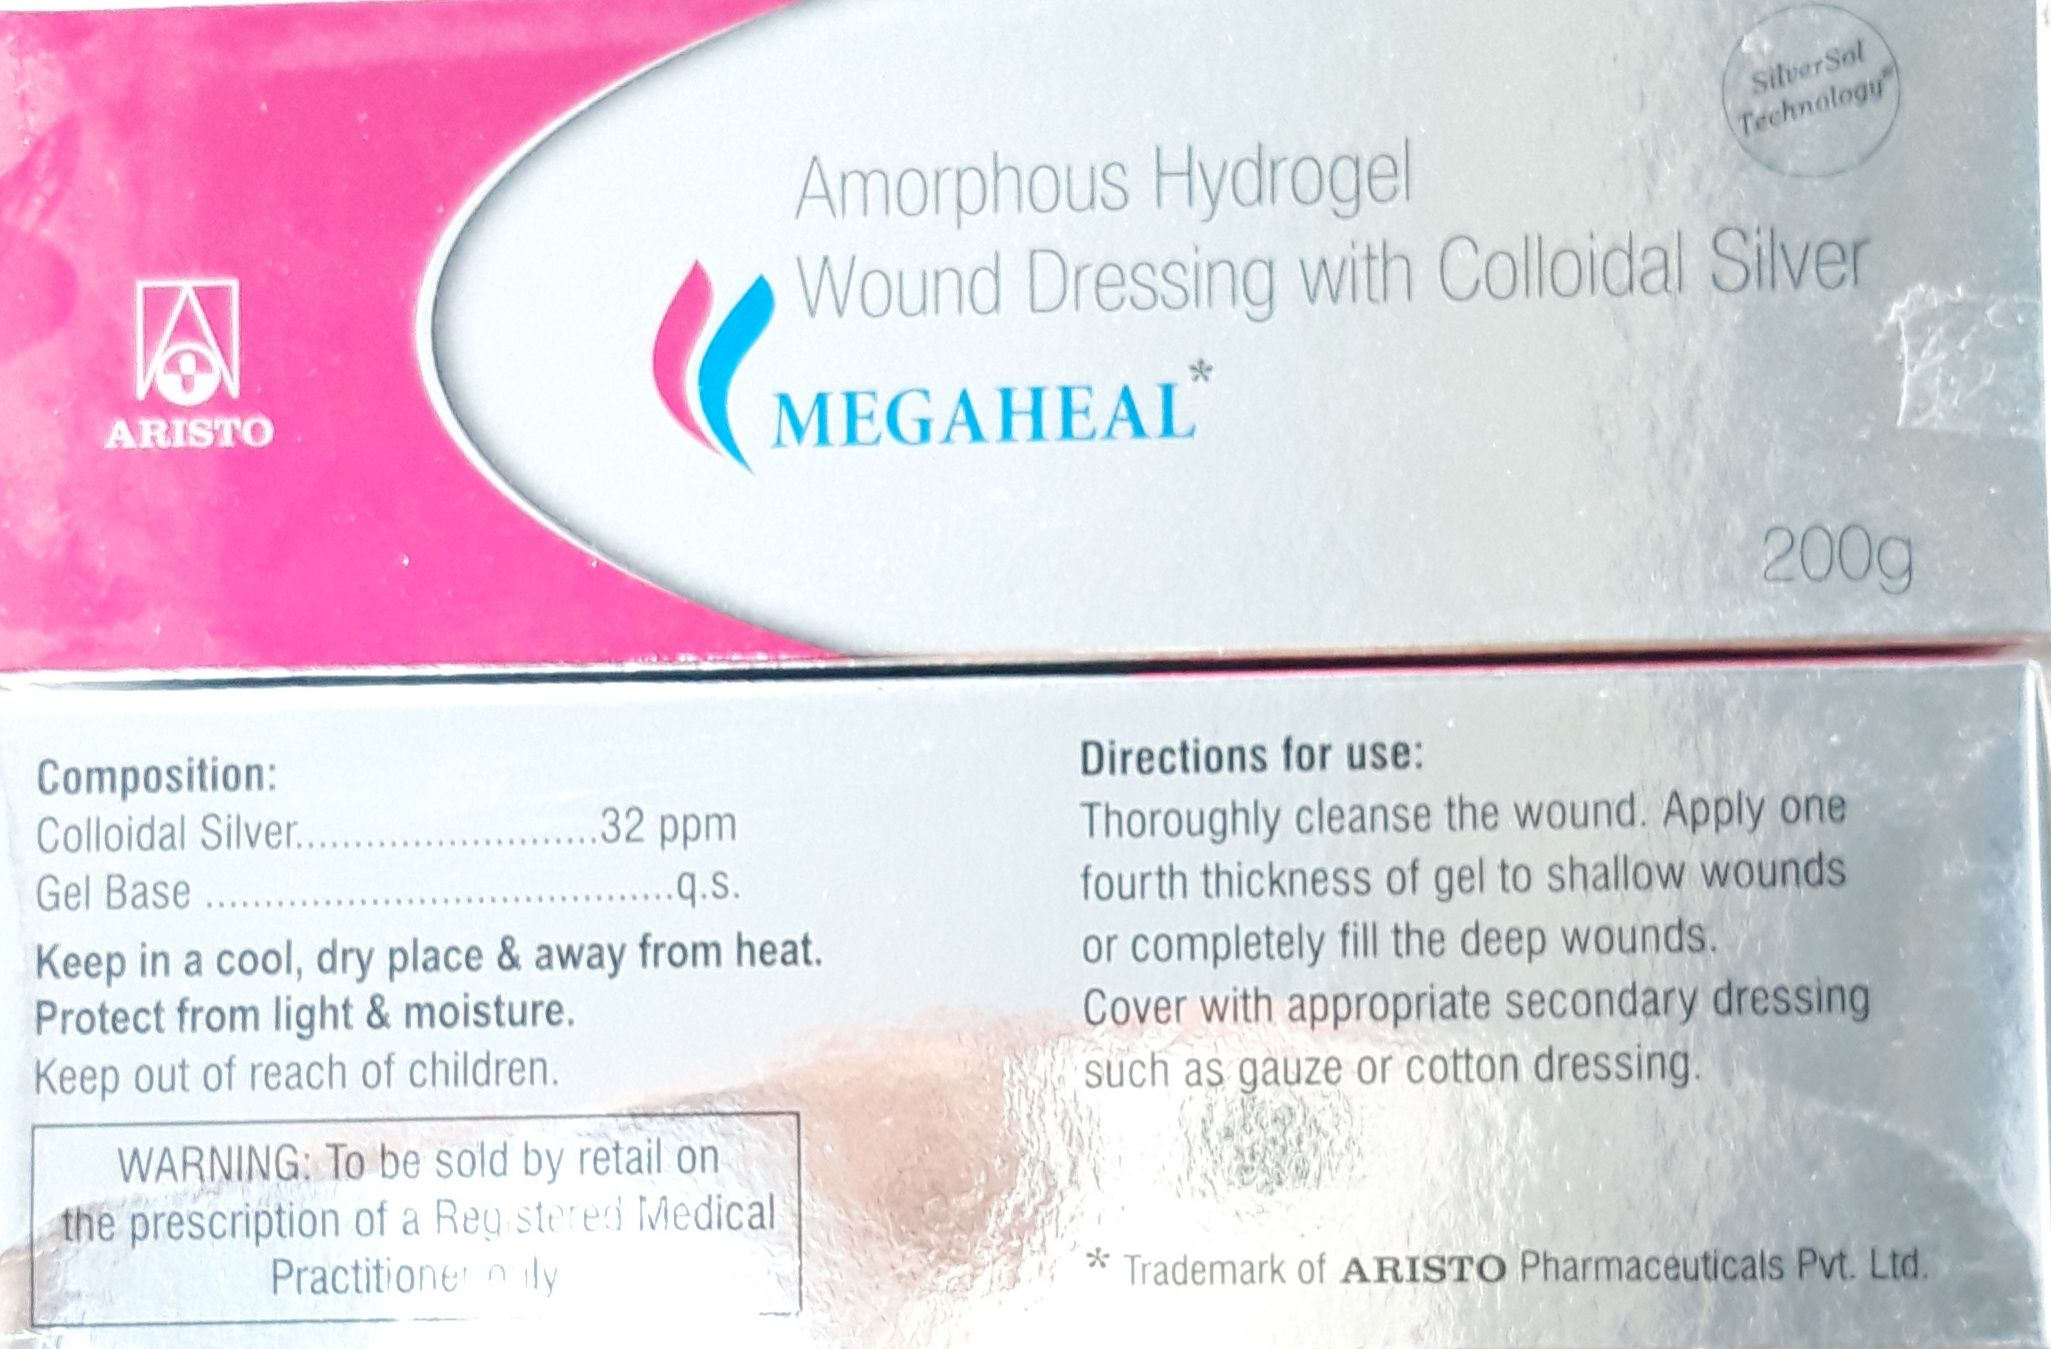 SilverSol
Technology*
Amorphous Hydrogel
Wound Dressing with Colloidal Silver
MEGAHEAL*
ARISTO
200g
Composition:
Colloidal Silver..........................32 ppm
Gel Base ........................................q.s.
Keep in a cool, dry place & away from heat.
Protect from light & moisture.
Keep out of reach of children.
WARNING: To be sold by retail on
the prescription of a Registered Medical
Practitioner only
Directions for use:
Thoroughly cleanse the wound. Apply one
fourth thickness of gel to shallow wounds
or completely fill the deep wounds.
Cover with appropriate secondary dressing
such as gauze or cotton dressing.
* Trademark of ARISTO Pharmaceuticals Pvt. Ltd.